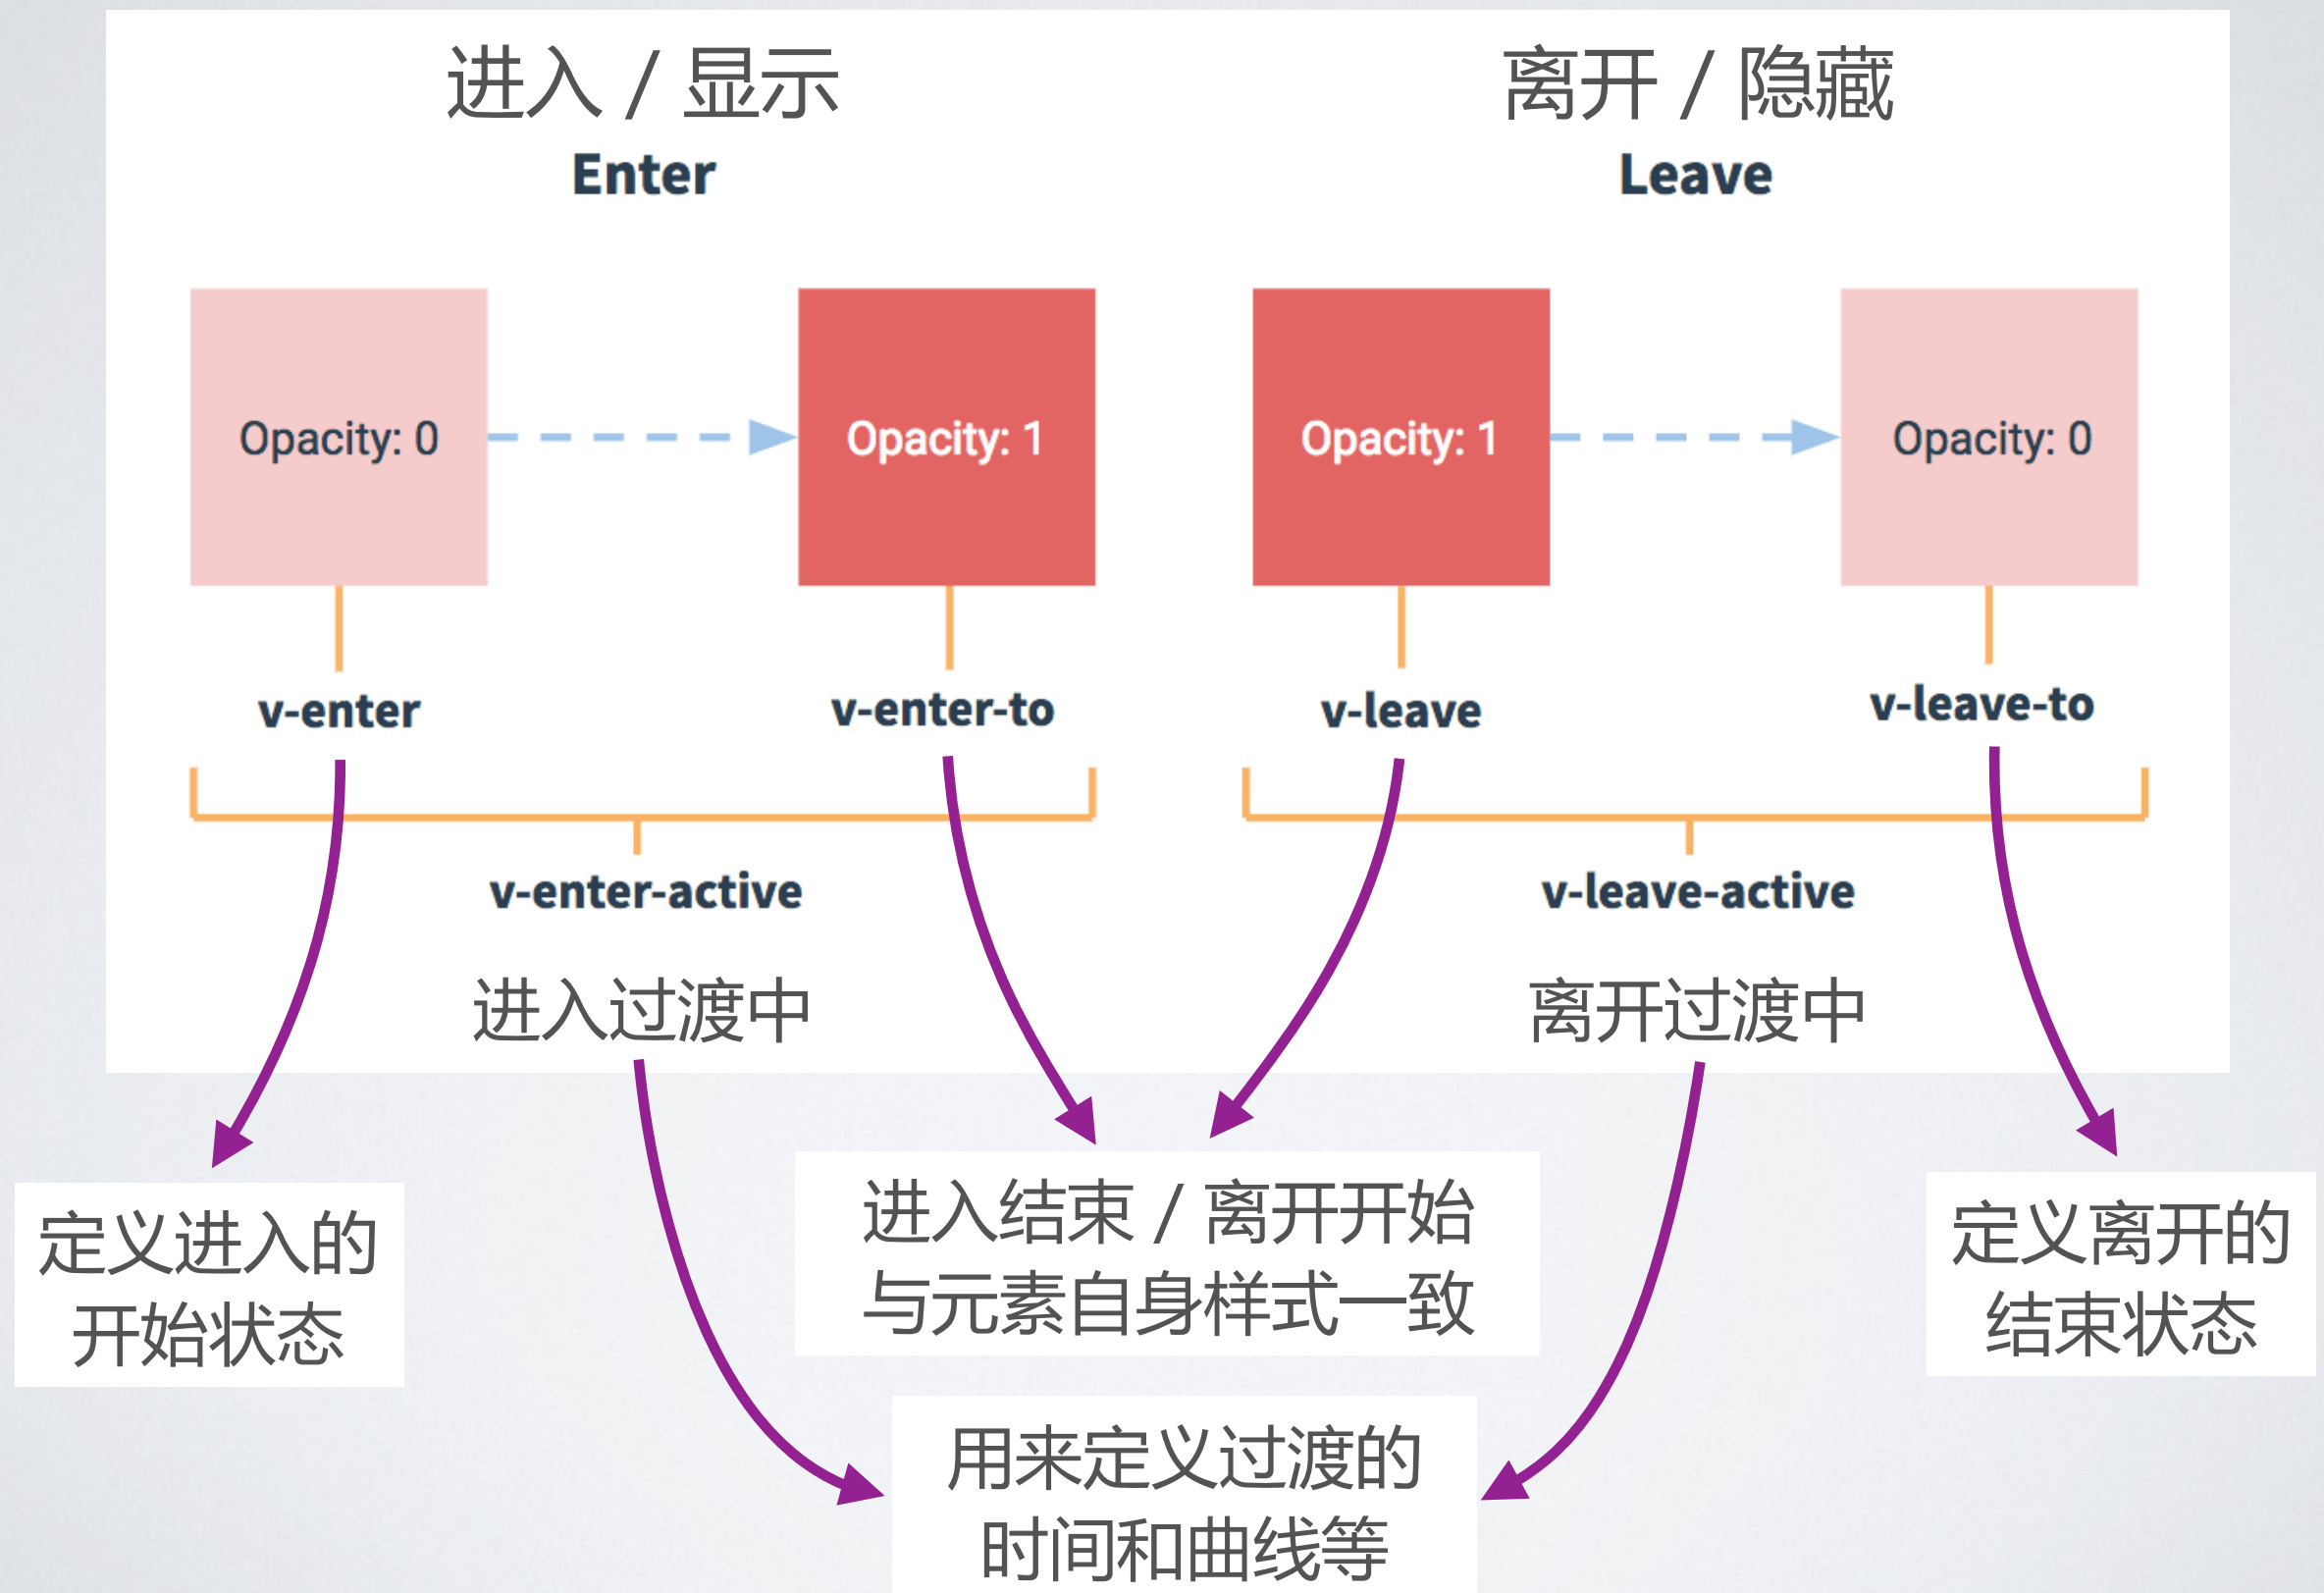 进入 / 显示
Enter
离开 / 隐藏
Leave
Opacity: 0
Opacity: 1
Opacity: 1
Opacity: 0
v-enter
v-enter-to
v-leave
v-leave-to
v-enter-active
v-leave-active
进入过渡中
离开过渡中
定义进入的
开始状态
进入结束 / 离开开始
与元素自身样式一致
定义离开的
结束状态
用来定义过渡的
时间和曲线等